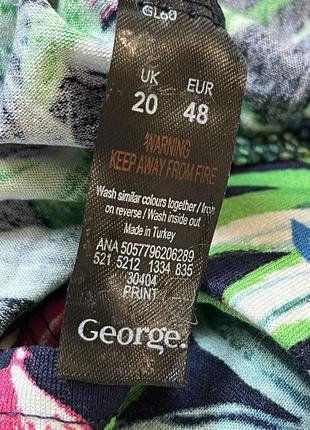 GL60
UK EUR
20 48
WARNING
KEEP AWAY FROM FIRE
Wash similar colours together / Iron
on reverse / Wash inside out
Made in Turkey
ANA 5057796206289
521 5212 1334 835
30404
PRINT
George.